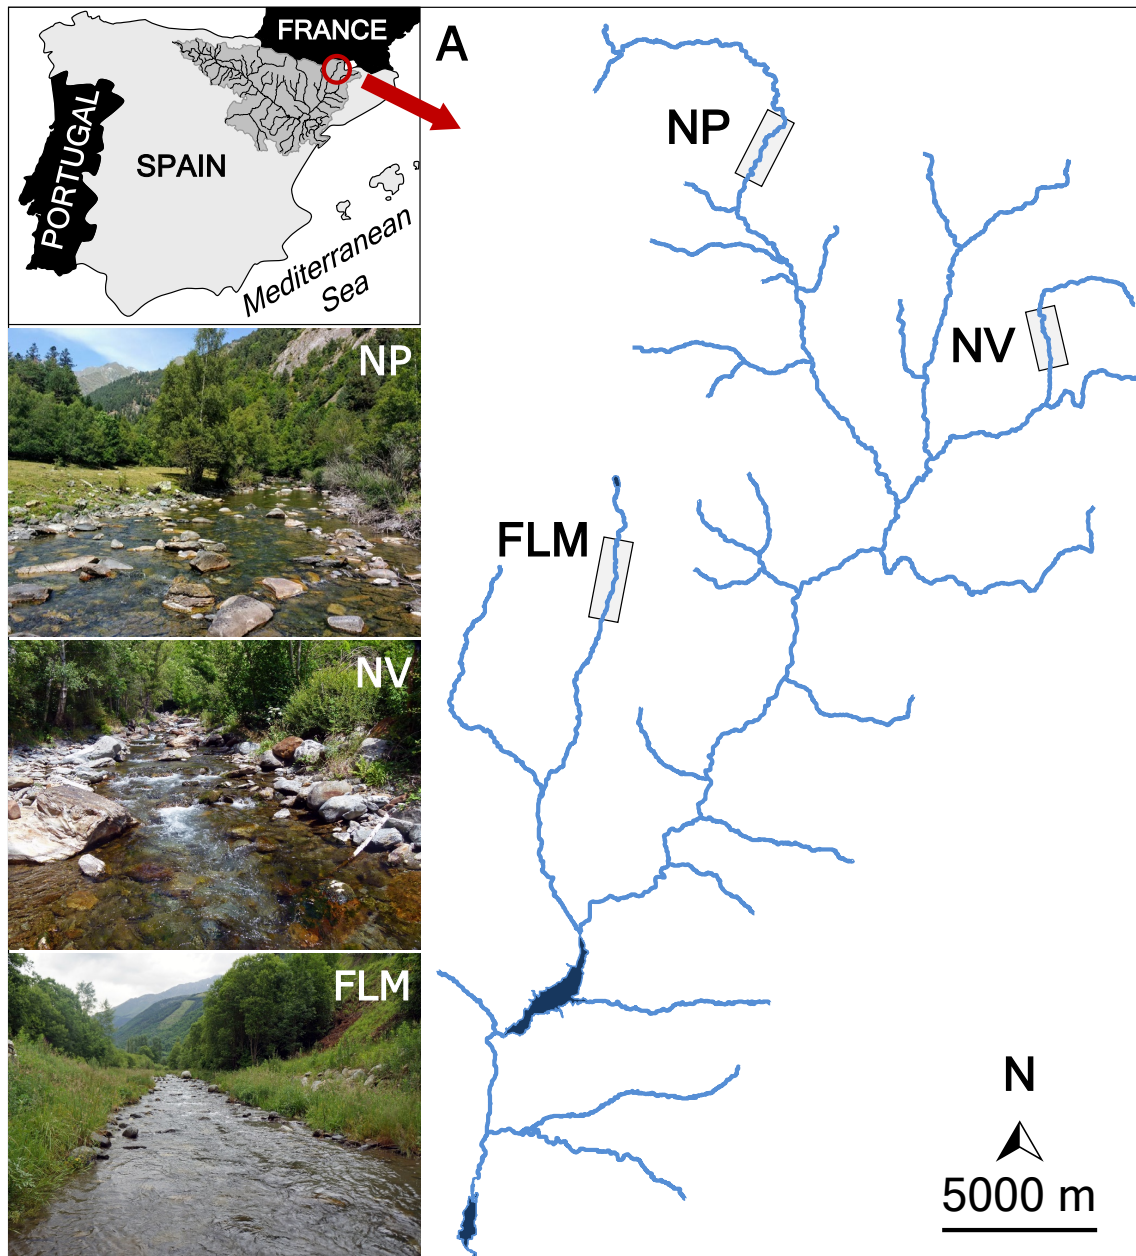 FRANCE
PORTUGAL
SPAIN
Mediterranean
Sea
A
NP
NV
FLM
NP
NV
FLM
N
5000 m